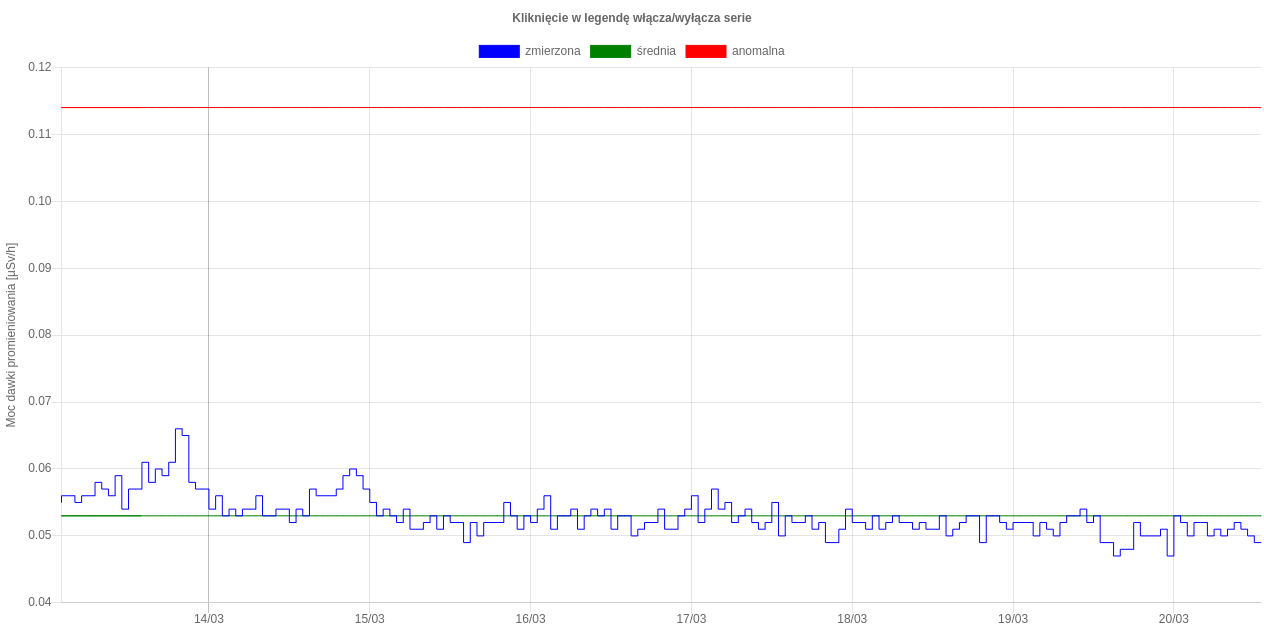 Kliknięcie w legendę włącza/wyłącza serie
zmierzona średnia anomalna
Moc dawki promieniowania [µSv/h]
0.12
0.11
0.10
0.09
0.08
0.07
0.06
0.05
0.04
14/03 15/03 16/03 17/03 18/03 19/03 20/03